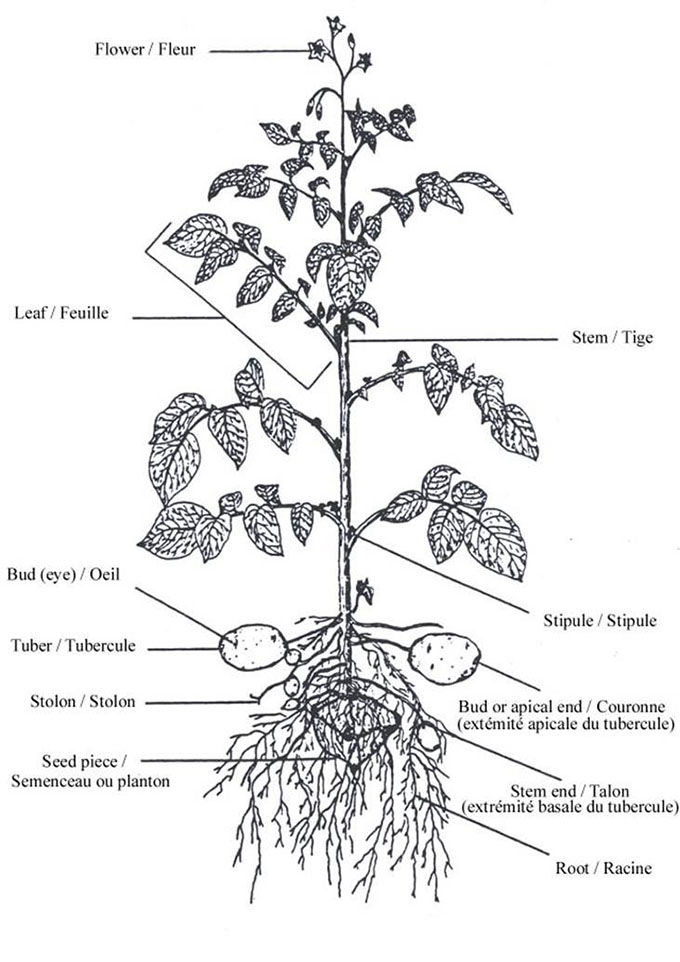 Flower / Fleur
Leaf / Feuille
Stem / Tige
Bud (eye) / Oeil
Stipule / Stipule
Tuber / Tubercule
Stolon / Stolon
Bud or apical end / Couronne
(extémité apicale du tubercule)
Seed piece /
Semenceau ou planton
Stem end / Talon
(extrémité basale du tubercule)
Root / Racine